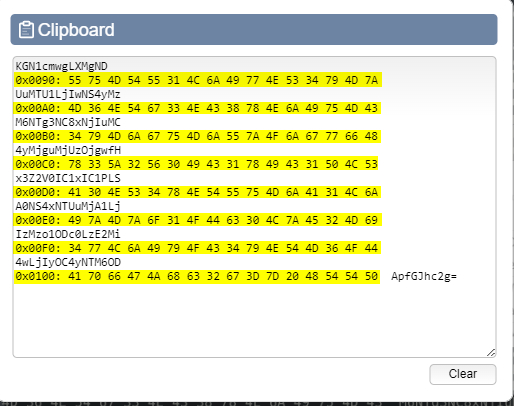 Clipboard
KGN1cmwgLXMgND
0x0090: 55 75 4D 54 55 31 4C 6A 49 77 4E 53 34 79 4D 7A
UuMTU1LjIwNS4yMz
0x00A0: 4D 36 4E 54 67 33 4E 43 38 78 4E 6A 49 75 4D 43
M6NTg3NC8xNjIuMC
0x00B0: 34 79 4D 6A 67 75 4D 6A 55 7A 4F 6A 67 77 66 48
4yMjguMjUzOjgwfH
0x00C0: 78 33 5A 32 56 30 49 43 31 78 49 43 31 50 4C 53
x3Z2V0IC1xIC1PLS
0x00D0: 41 30 4E 53 34 78 4E 54 55 75 4D 6A 41 31 4C 6A
A0NS4xNTUuMjA1Lj
0x00E0: 49 7A 4D 7A 6F 31 4F 44 63 30 4C 7A 45 32 4D 69
IzMzo1ODc0LzE2Mi
0x00F0: 34 77 4C 6A 49 79 4F 43 34 79 4E 54 4D 36 4F 44
4wLjIyOC4yNTM6OD
0x0100: 41 70 66 47 4A 68 63 32 67 3D 7D 20 48 54 54 50 ApfGJhc2g=
Clear